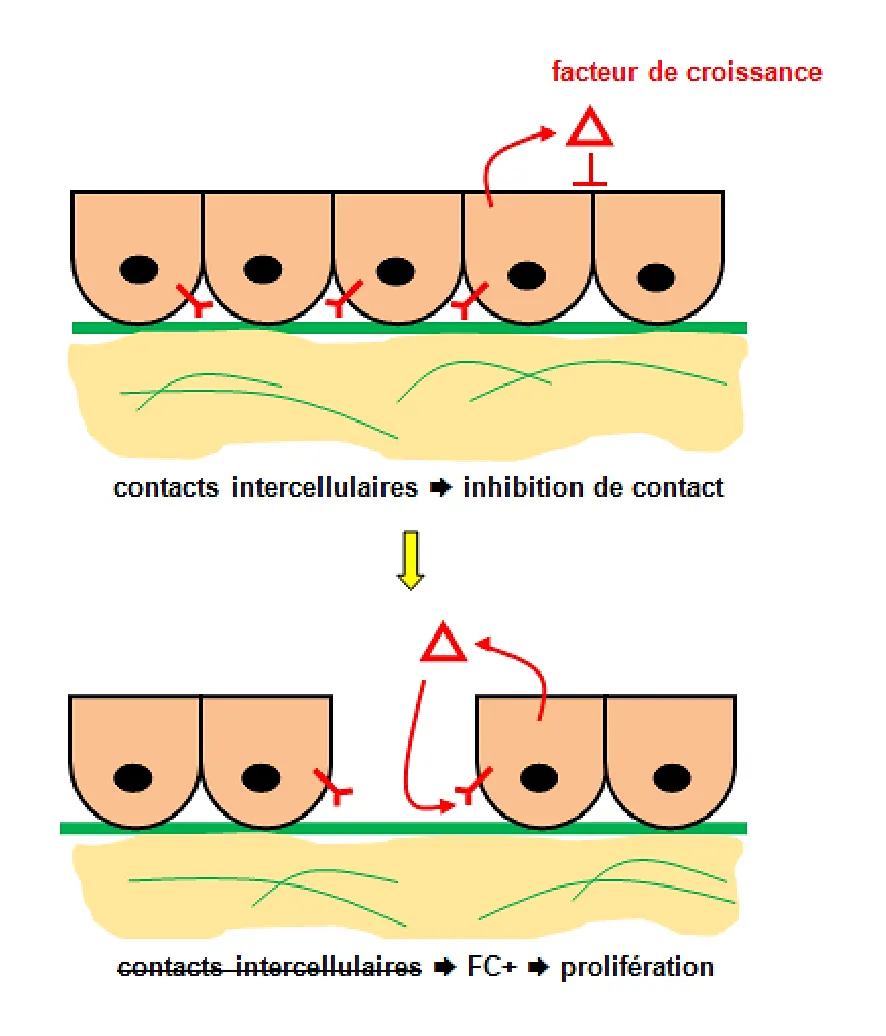 facteur de croissance
contacts intercellulaires ➨ inhibition de contact
contacts intercellulaires ➨ FC+ ➨ prolifération